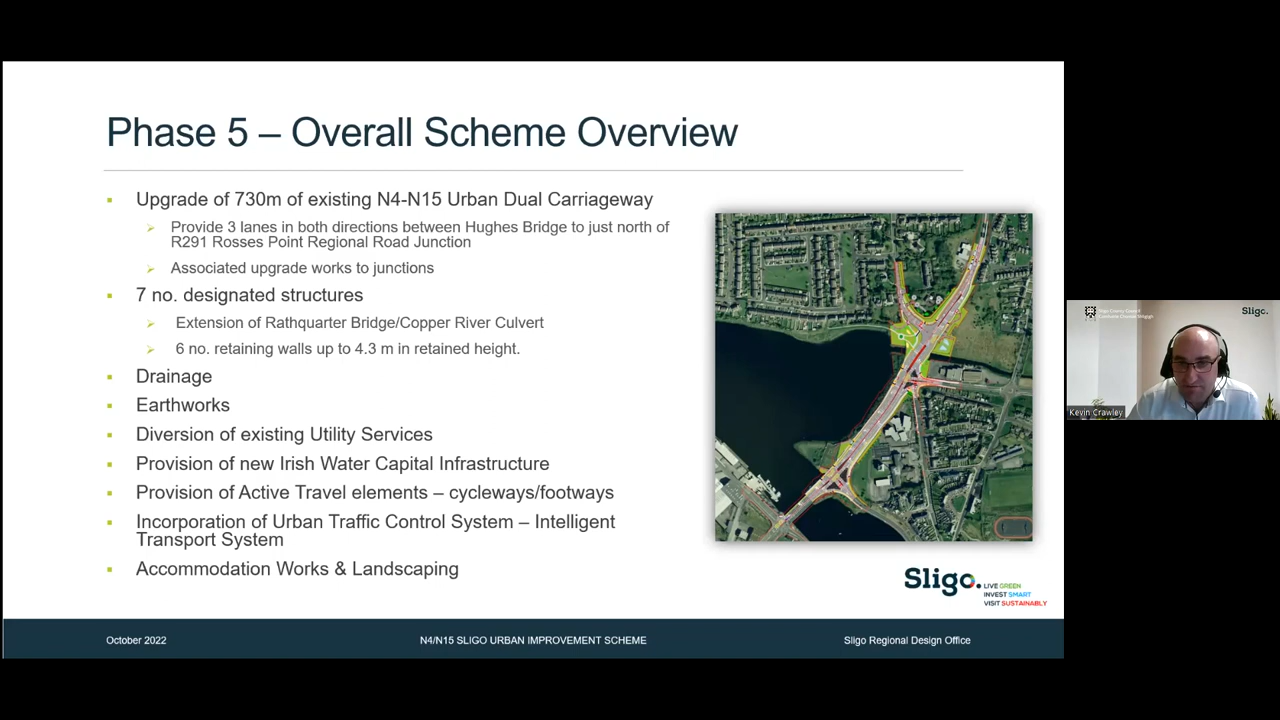 Phase 5 – Overall Scheme Overview
Upgrade of 730m of existing N4-N15 Urban Dual Carriageway
Provide 3 lanes in both directions between Hughes Bridge to just north of
R291 Rosses Point Regional Road Junction
Associated upgrade works to junctions
7 no. designated structures
Extension of Rathquarter Bridge/Copper River Culvert
6 no. retaining walls up to 4.3 m in retained height.
Drainage
Earthworks
Diversion of existing Utility Services
Provision of new Irish Water Capital Infrastructure
Provision of Active Travel elements – cycleways/footways
Incorporation of Urban Traffic Control System – Intelligent
Transport System
Accommodation Works & Landscaping
Sligo.
LIVE GREEN
INVEST SMART
VISIT SUSTAINABLY
October 2022
N4/N15 SLIGO URBAN IMPROVEMENT SCHEME
Sligo Regional Design Office
Sligo County Council
Comhairle Chontae Shligigh
Sligo.
Kevin Crawley